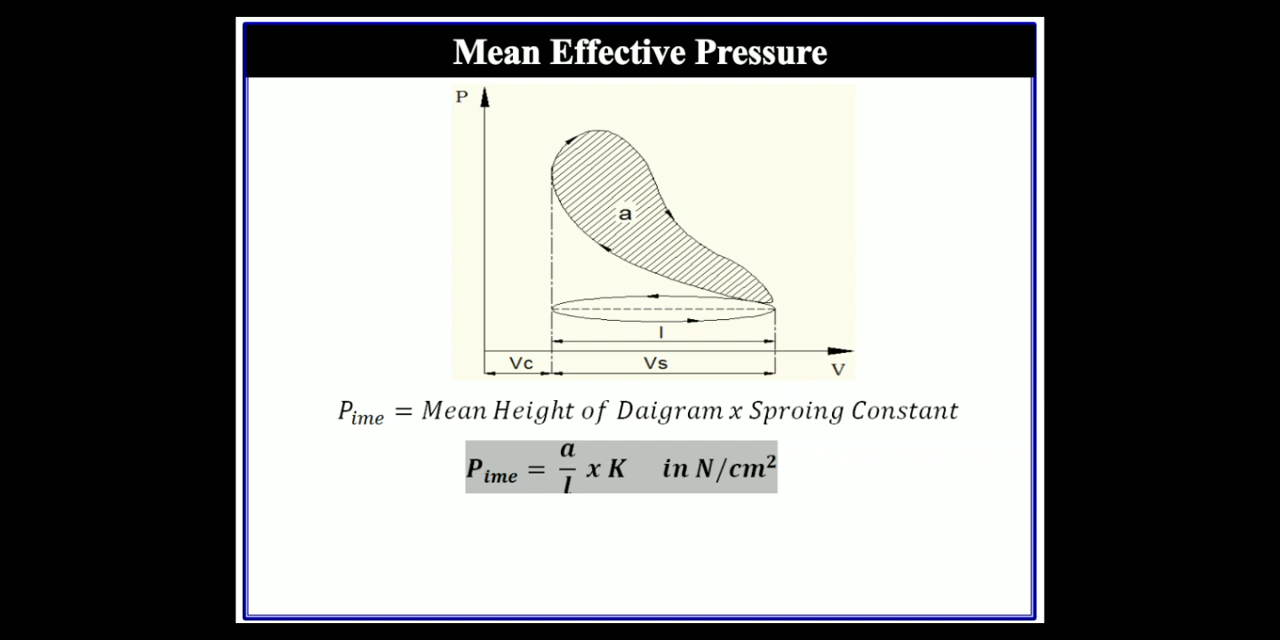 Mean Effective Pressure
P
a
l
Vc Vs
V
P_ime = Mean Height of Daigram x Sproing Constant
P_ime = a/l x K in N/cm²